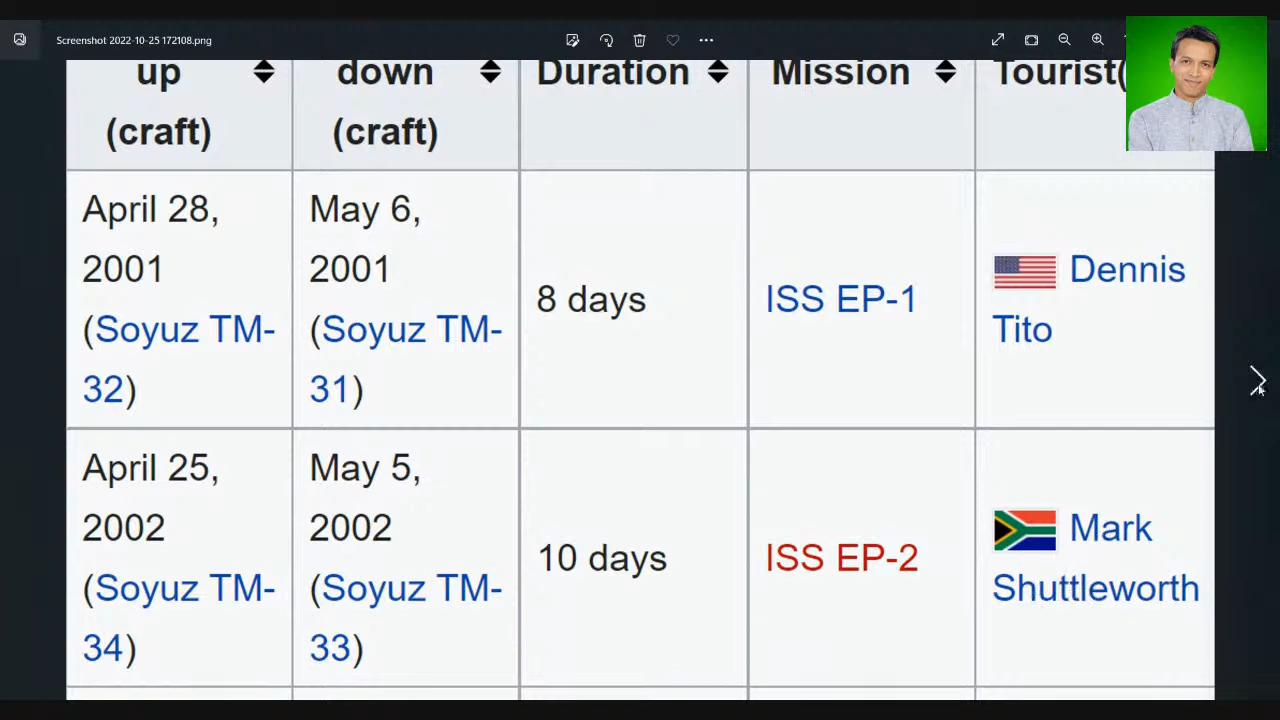 Screenshot 2022-10-25 172108.png
up
(craft)
down
(craft)
Duration
Mission
Tourist(
April 28,
2001
(Soyuz TM-
32)
May 6,
2001
(Soyuz TM-
31)
8 days
ISS EP-1
Dennis
Tito
April 25,
2002
(Soyuz TM-
34)
May 5,
2002
(Soyuz TM-
33)
10 days
ISS EP-2
Mark
Shuttleworth